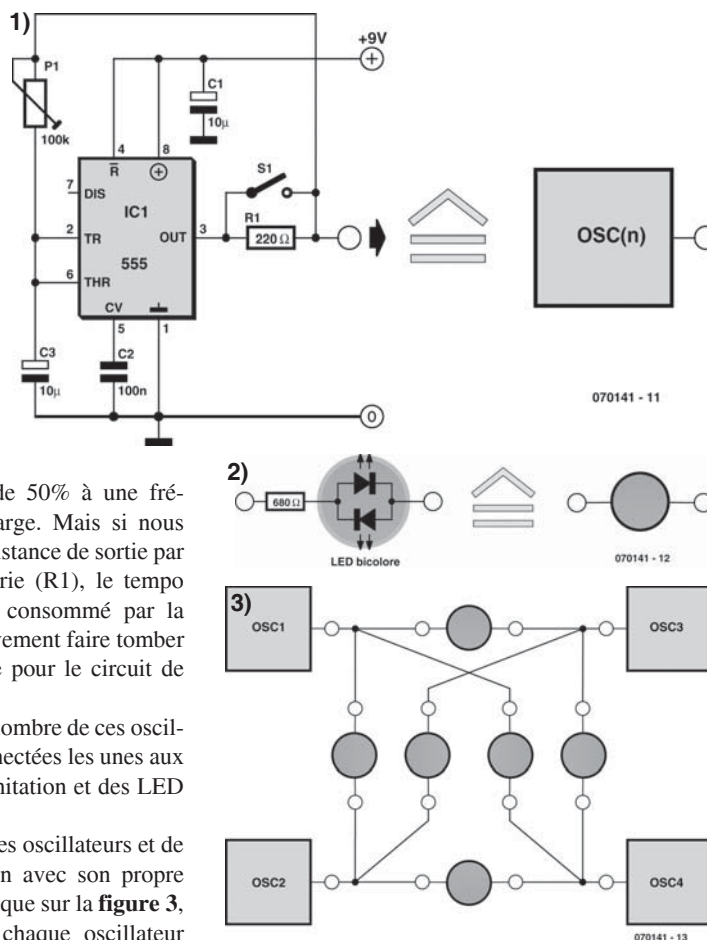 1)
+9V
P1
C1
100k
10µ
4
8
R
S1
7
DIS
IC1
R1
2
TR
OUT
3
220 Ω
OSC(n)
555
6
THR
CV
5
1
C3
C2
10µ
100n
0
070141 - 11
de 50% à une fré-
arge. Mais si nous
istance de sortie par
rie (R1), le tempo
consommé par la
vement faire tomber
e pour le circuit de
ombre de ces oscil-
nectées les unes aux
nitation et des LED
es oscillateurs et de
n avec son propre
que sur la figure 3,
chaque oscillateur
2)
680 Ω
LED bicolore
070141 - 12
3)
OSC1
OSC3
OSC2
OSC4
070141 - 13